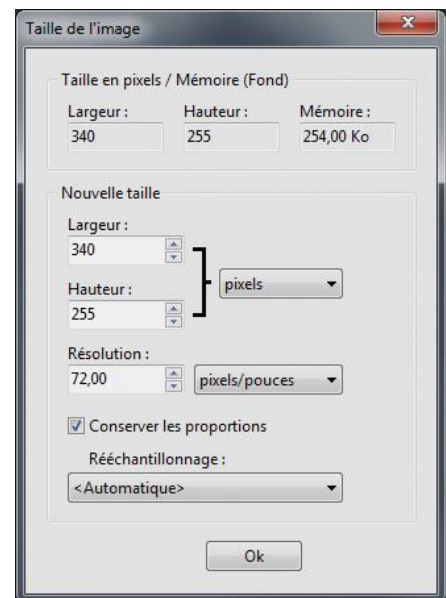 Taille de l'image
Taille en pixels / Mémoire (Fond)
Largeur : Hauteur : Mémoire :
340 255 254,00 Ko
Nouvelle taille
Largeur :
340
pixels
Hauteur :
255
Résolution :
72,00 pixels/pouces
Conserver les proportions
Rééchantillonnage :
<Automatique>
Ok